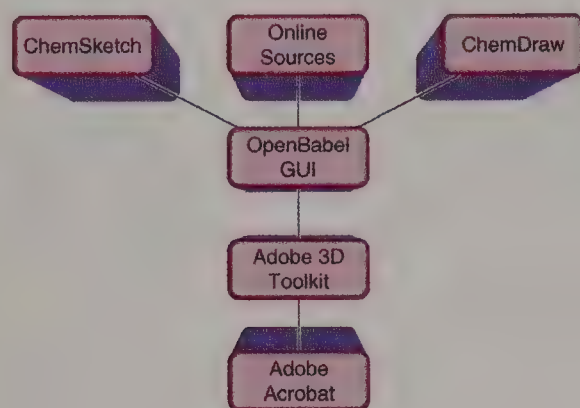 ChemSketch
Online
Sources
ChemDraw
OpenBabel
GUI
Adobe 3D
Toolkit
Adobe
Acrobat